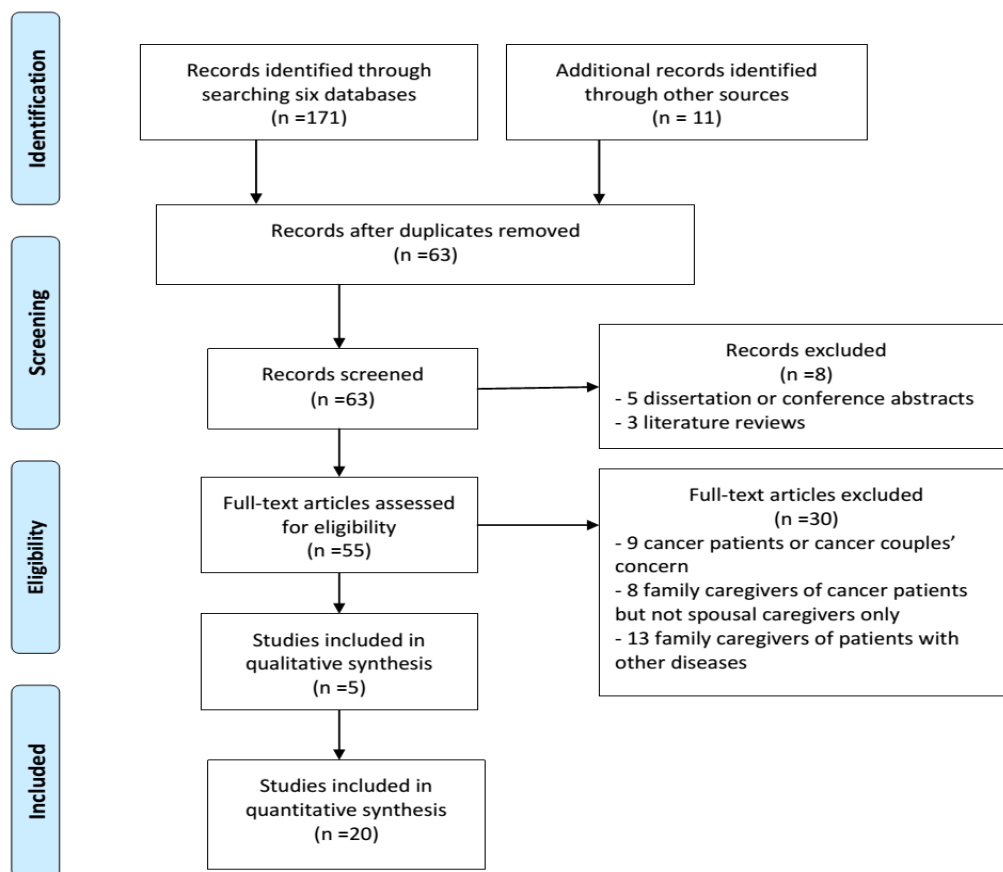 Identification
Records identified through
searching six databases
(n =171)
Additional records identified
through other sources
(n = 11)
Records after duplicates removed
(n =63)
Screening
Records screened
(n =63)
Records excluded
(n =8)
- 5 dissertation or conference abstracts
- 3 literature reviews
Eligibility
Full-text articles assessed
for eligibility
(n =55)
Full-text articles excluded
(n =30)
- 9 cancer patients or cancer couples’
concern
- 8 family caregivers of cancer patients
but not spousal caregivers only
- 13 family caregivers of patients with
other diseases
Studies included in
qualitative synthesis
(n =5)
Included
Studies included in
quantitative synthesis
(n =20)